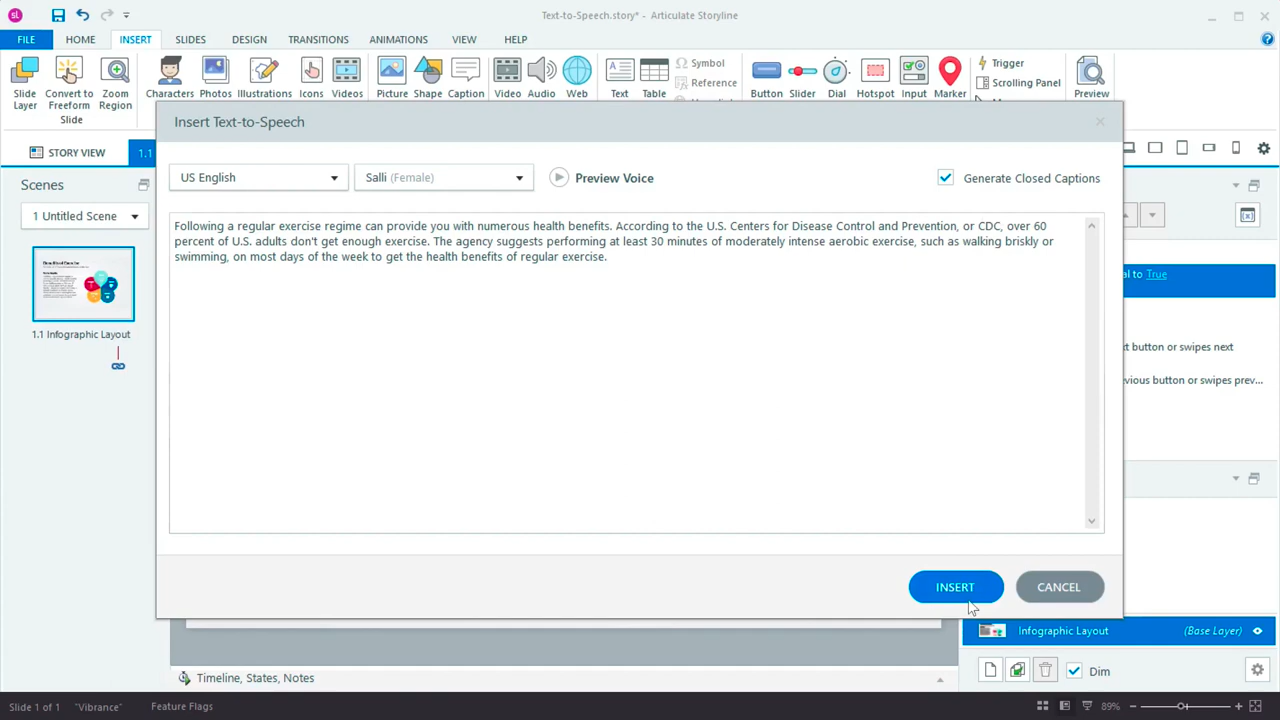 sl
Text-to-Speech.story* - Articulate Storyline
FILE HOME INSERT SLIDES DESIGN TRANSITIONS ANIMATIONS VIEW HELP
Symbol
Trigger
Reference
Scrolling Panel
Slide Layer
Convert to Freeform
Zoom Region
Characters
Photos
Illustrations
Icons
Videos
Picture
Shape
Caption
Video
Audio
Web
Text
Table
Button
Slider
Dial
Hotspot
Input
Marker
Preview
Slide
Insert Text-to-Speech
STORY VIEW
1.1
US English
Salli (Female)
Preview Voice
Generate Closed Captions
Scenes
1 Untitled Scene
Following a regular exercise regime can provide you with numerous health benefits. According to the U.S. Centers for Disease Control and Prevention, or CDC, over 60
percent of U.S. adults don't get enough exercise. The agency suggests performing at least 30 minutes of moderately intense aerobic exercise, such as walking briskly or
swimming, on most days of the week to get the health benefits of regular exercise.
al to True
1.1 Infographic Layout
xt button or swipes next
evious button or swipes prev...
INSERT
CANCEL
Infographic Layout (Base Layer)
Timeline, States, Notes
Dim
Slide 1 of 1 "Vibrance" Feature Flags 89%